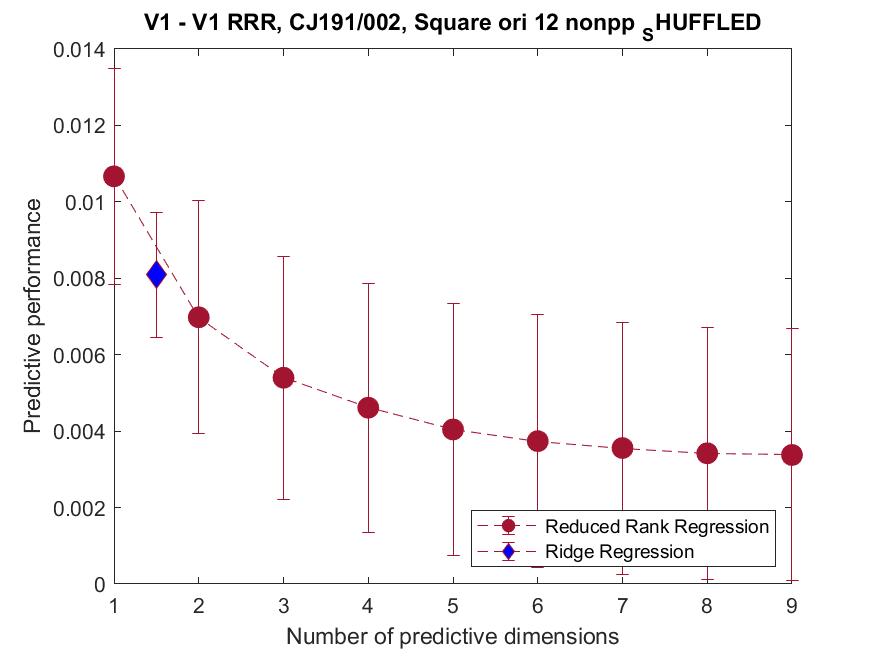 V1 - V1 RRR, CJ191/002, Square ori 12 nonpp SHUFFLED
0.014
0.012
0.01
0.008
0.006
0.004
0.002
0
Predictive performance
Reduced Rank Regression
Ridge Regression
1 2 3 4 5 6 7 8 9
Number of predictive dimensions